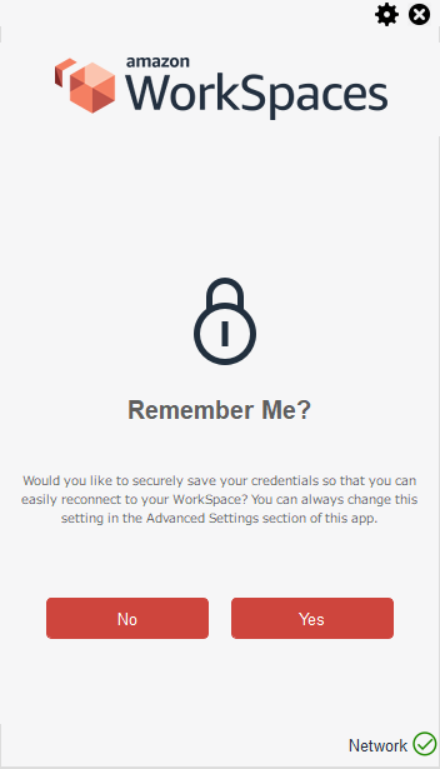 amazon
WorkSpaces
Remember Me?
Would you like to securely save your credentials so that you can
easily reconnect to your WorkSpace? You can always change this
setting in the Advanced Settings section of this app.
No
Yes
Network